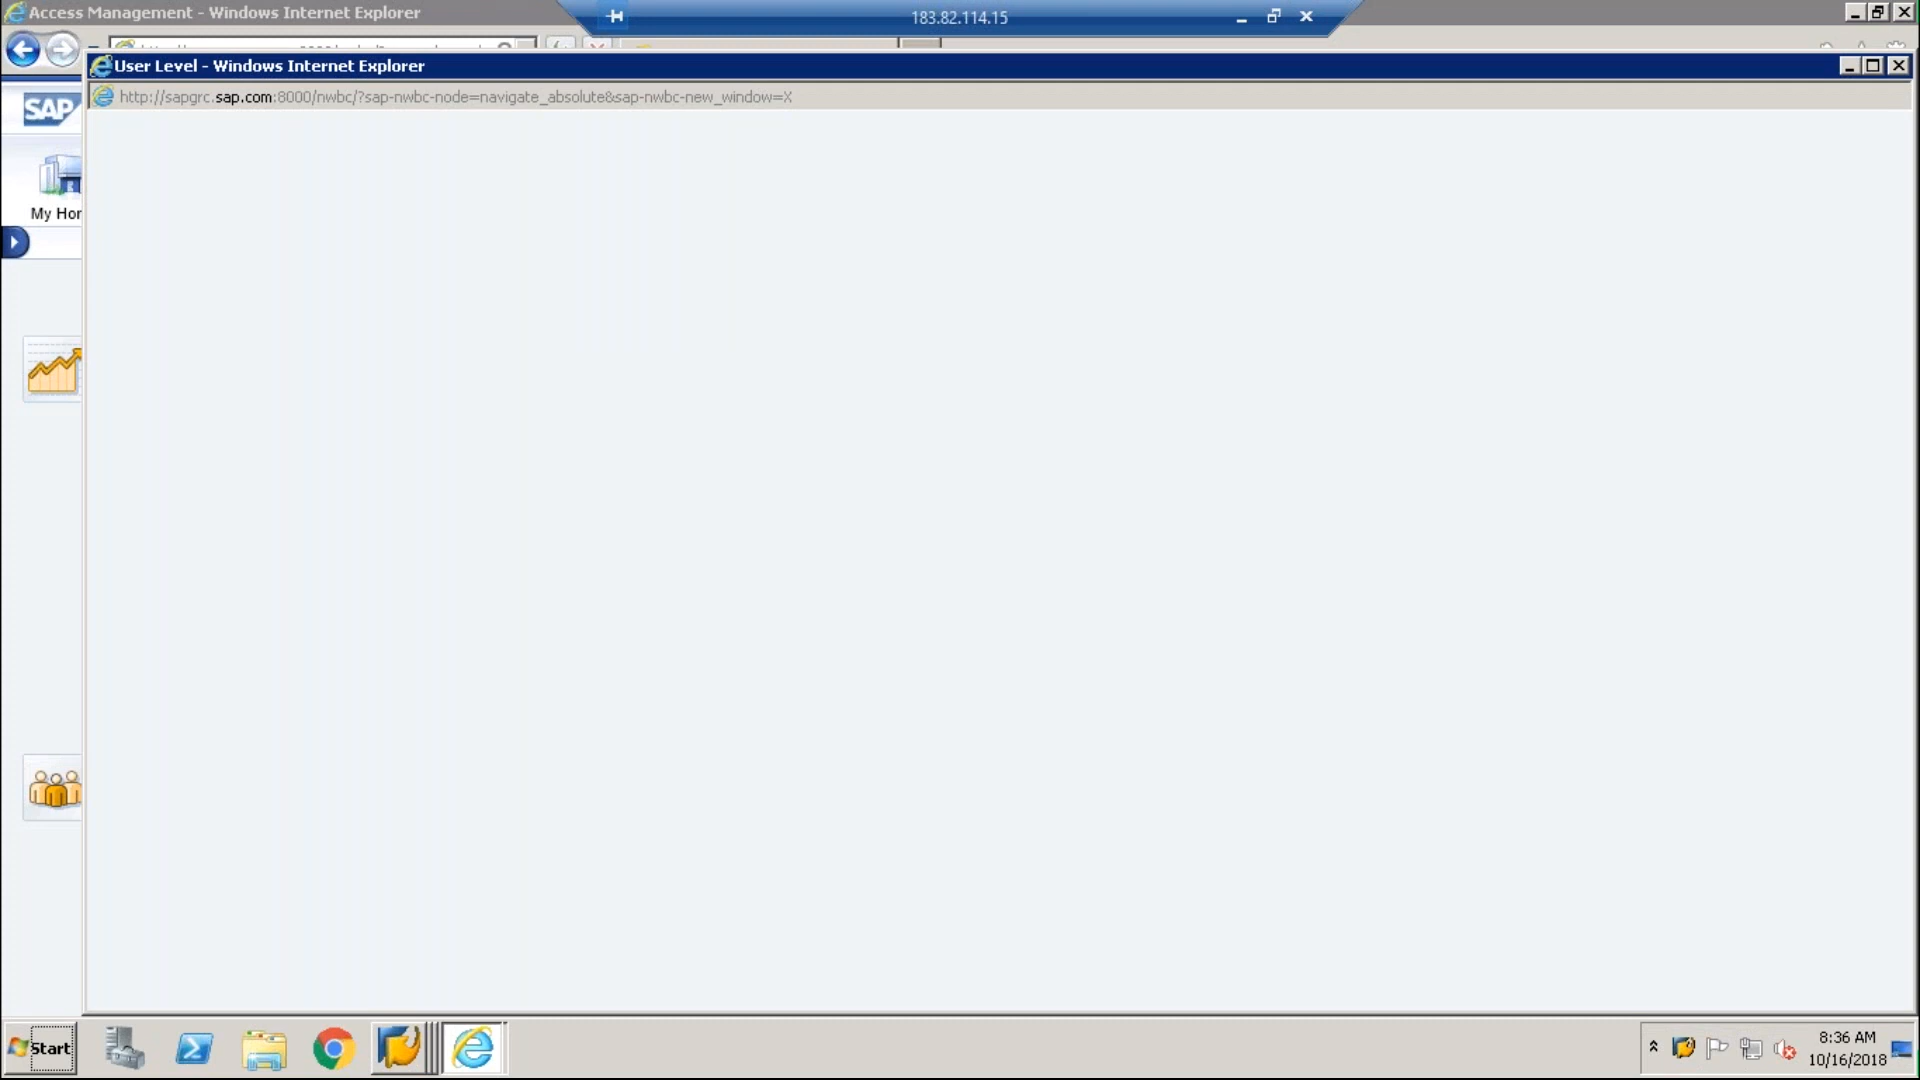 Access Management - Windows Internet Explorer
183.82.114.15
User Level - Windows Internet Explorer
http://sapgrc.sap.com:8000/nwbc/?sap-nwbc-node=navigate_absolute&sap-nwbc-new_window=X
SAP
My Hor
Start
8:36 AM
10/16/2018